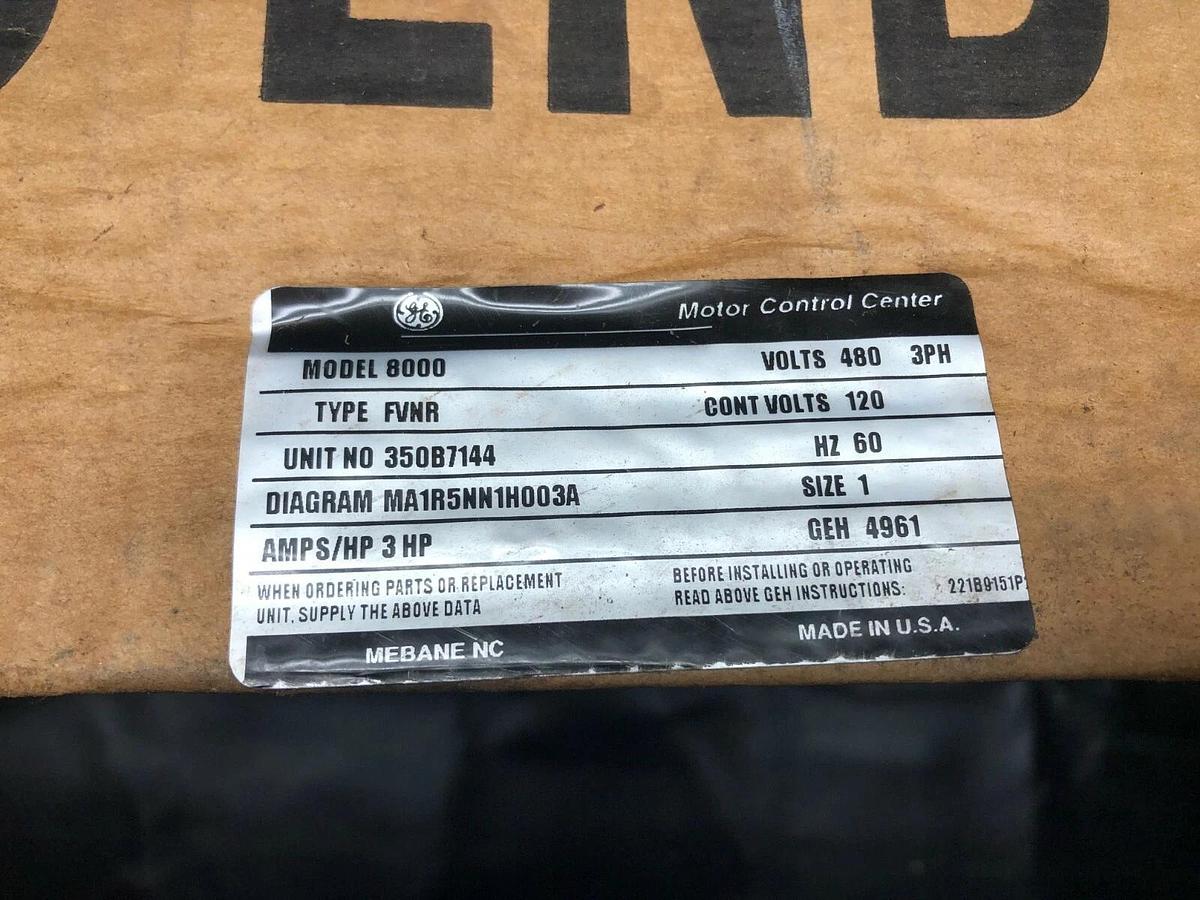 END
GE
Motor Control Center
MODEL 8000 VOLTS 480 3PH
TYPE FVNR CONT VOLTS 120
UNIT NO 350B7144 HZ 60
DIAGRAM MA1R5NN1H003A SIZE 1
AMPS/HP 3 HP GEH 4961
WHEN ORDERING PARTS OR REPLACEMENT
UNIT, SUPPLY THE ABOVE DATA
BEFORE INSTALLING OR OPERATING
READ ABOVE GEH INSTRUCTIONS: 221B9151P
MEBANE NC MADE IN U.S.A.